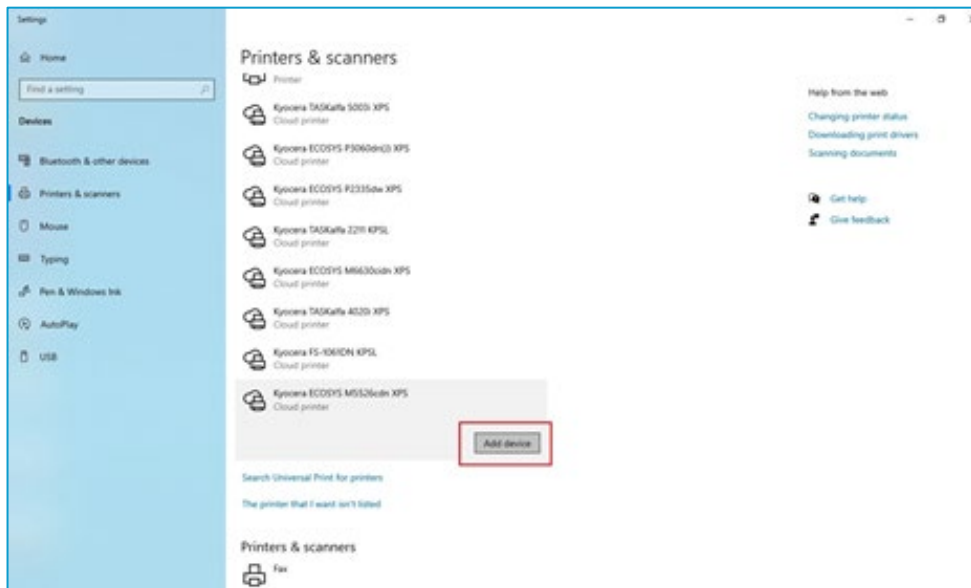 Settings
Home
Find a setting
Devices
Bluetooth & other devices
Printers & scanners
Mouse
Typing
Pen & Windows Ink
AutoPlay
USB
Printers & scanners
Printer
Kyocera TASKalfa 5003i XPS
Cloud printer
Kyocera ECOSYS P3060dn(J) XPS
Cloud printer
Kyocera ECOSYS P2335dw XPS
Cloud printer
Kyocera TASKalfa 2211 KPSL
Cloud printer
Kyocera ECOSYS M6630cidn XPS
Cloud printer
Kyocera TASKalfa 4020i XPS
Cloud printer
Kyocera FS-1061DN KPSL
Cloud printer
Kyocera ECOSYS M5526cdn XPS
Cloud printer
Add device
Search Universal Print for printers
The printer that I want isn't listed
Printers & scanners
Fax
Help from the web
Changing printer status
Downloading print drivers
Scanning documents
Get help
Give feedback